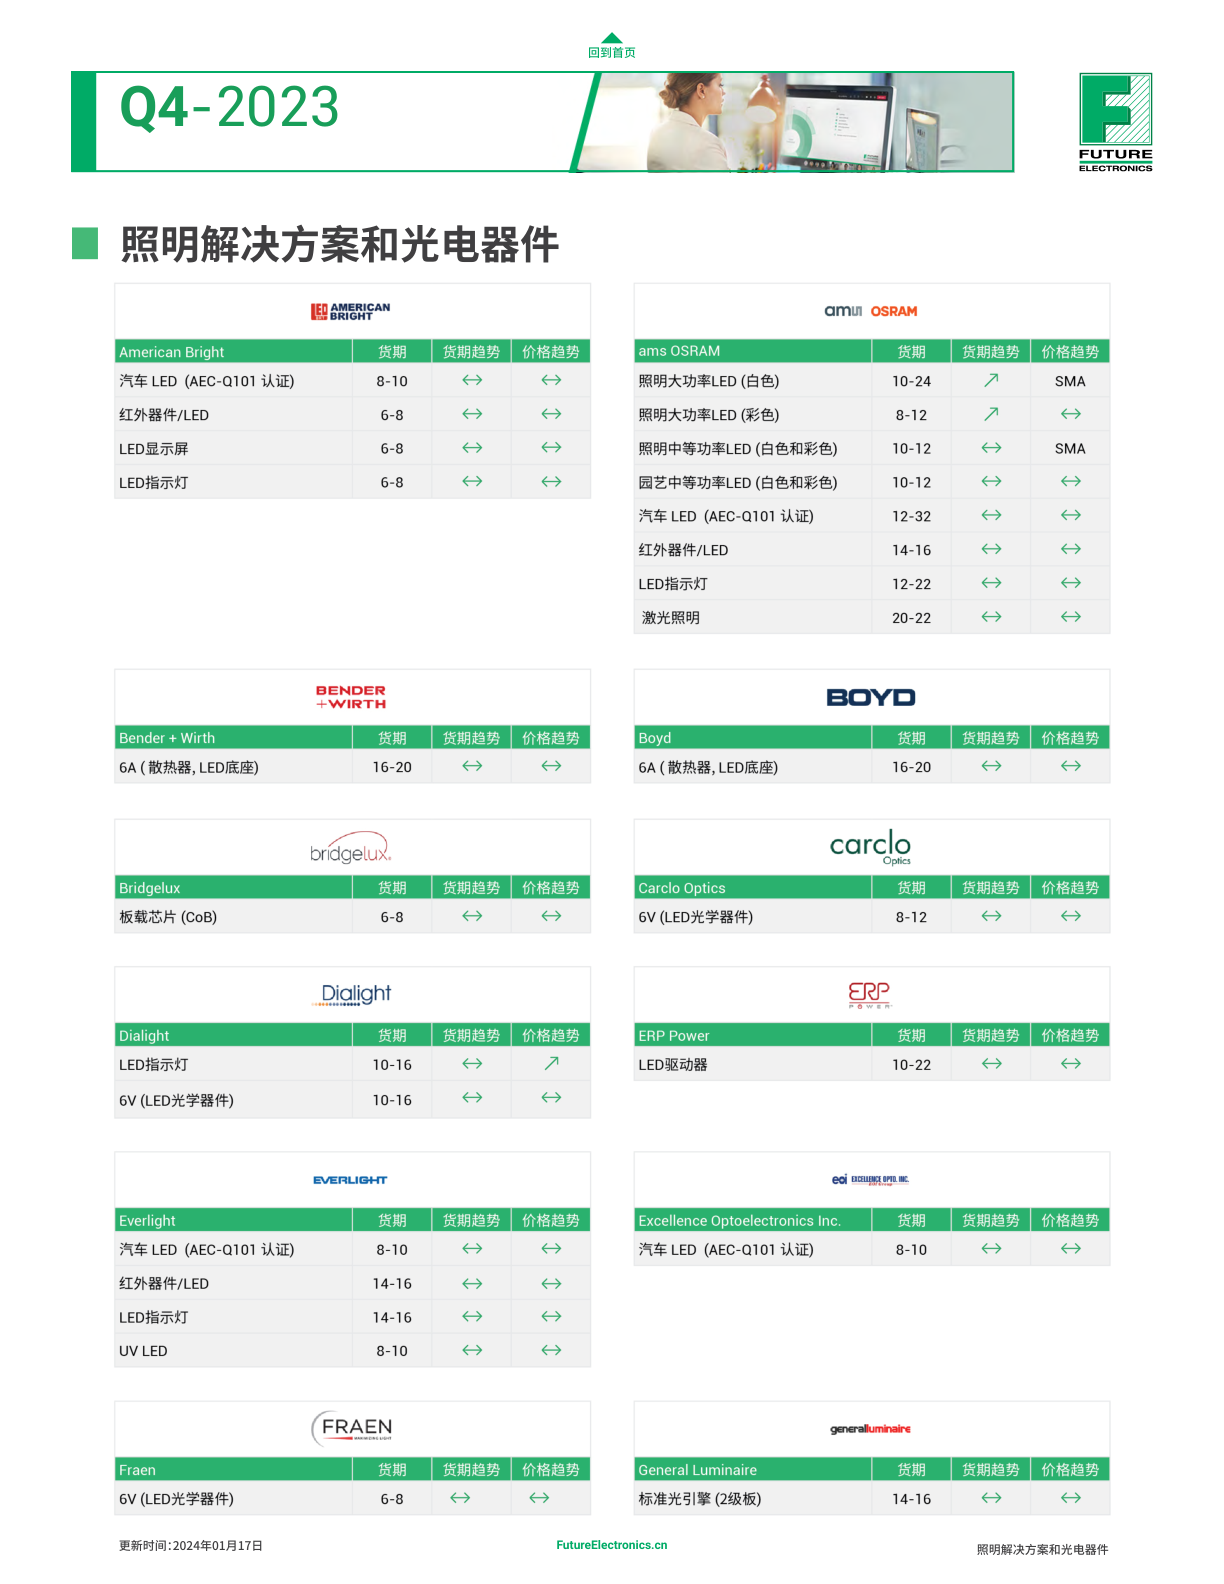 回到首页
Q4-2023
FUTURE
ELECTRONICS
照明解决方案和光电器件
LED AMERICAN
BRIGHT
American Bright 货期 货期趋势 价格趋势
汽车 LED (AEC-Q101 认证) 8-10 ↔ ↔
红外器件/LED 6-8 ↔ ↔
LED显示屏 6-8 ↔ ↔
LED指示灯 6-8 ↔ ↔
amu OSRAM
ams OSRAM 货期 货期趋势 价格趋势
照明大功率LED (白色) 10-24 ↗ SMA
照明大功率LED (彩色) 8-12 ↗ ↔
照明中等功率LED (白色和彩色) 10-12 ↔ SMA
园艺中等功率LED (白色和彩色) 10-12 ↔ ↔
汽车 LED (AEC-Q101 认证) 12-32 ↔ ↔
红外器件/LED 14-16 ↔ ↔
LED指示灯 12-22 ↔ ↔
激光照明 20-22 ↔ ↔
BENDER
+WIRTH
Bender + Wirth 货期 货期趋势 价格趋势
6A ( 散热器, LED底座) 16-20 ↔ ↔
BOYD
Boyd 货期 货期趋势 价格趋势
6A ( 散热器, LED底座) 16-20 ↔ ↔
bridgelux
Bridgelux 货期 货期趋势 价格趋势
板载芯片 (CoB) 6-8 ↔ ↔
carclo
Optics
Carclo Optics 货期 货期趋势 价格趋势
6V (LED光学器件) 8-12 ↔ ↔
Dialight
Dialight 货期 货期趋势 价格趋势
LED指示灯 10-16 ↔ ↗
6V (LED光学器件) 10-16 ↔ ↔
ERP
POWER
ERP Power 货期 货期趋势 价格趋势
LED驱动器 10-22 ↔ ↔
EVERLIGHT
Everlight 货期 货期趋势 价格趋势
汽车 LED (AEC-Q101 认证) 8-10 ↔ ↔
红外器件/LED 14-16 ↔ ↔
LED指示灯 14-16 ↔ ↔
UV LED 8-10 ↔ ↔
eoi EXCELLENCE OPTO. INC.
Excellence Optoelectronics Inc. 货期 货期趋势 价格趋势
汽车 LED (AEC-Q101 认证) 8-10 ↔ ↔
FRAEN
Fraen 货期 货期趋势 价格趋势
6V (LED光学器件) 6-8 ↔ ↔
generalluminaire
General Luminaire 货期 货期趋势 价格趋势
标准光引擎 (2级板) 14-16 ↔ ↔
更新时间:2024年01月17日
FutureElectronics.cn
照明解决方案和光电器件